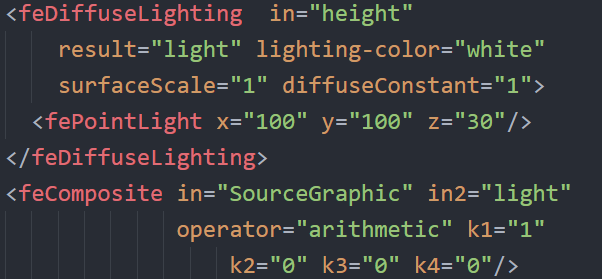 <feDiffuseLighting  in="height"
result="light" lighting-color="white"
surfaceScale="1" diffuseConstant="1">
<fePointLight x="100" y="100" z="30"/>
</feDiffuseLighting>
<feComposite in="SourceGraphic" in2="light"
operator="arithmetic" k1="1"
k2="0" k3="0" k4="0"/>